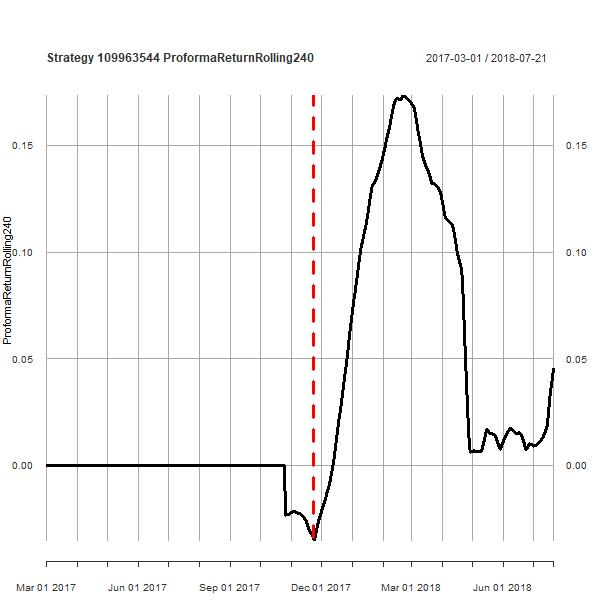 Strategy 109963544 ProformaReturnRolling240
2017-03-01 / 2018-07-21
ProformaReturnRolling240
0.15 0.15
0.10 0.10
0.05 0.05
0.00 0.00
Mar 01 2017 Jun 01 2017 Sep 01 2017 Dec 01 2017 Mar 01 2018 Jun 01 2018